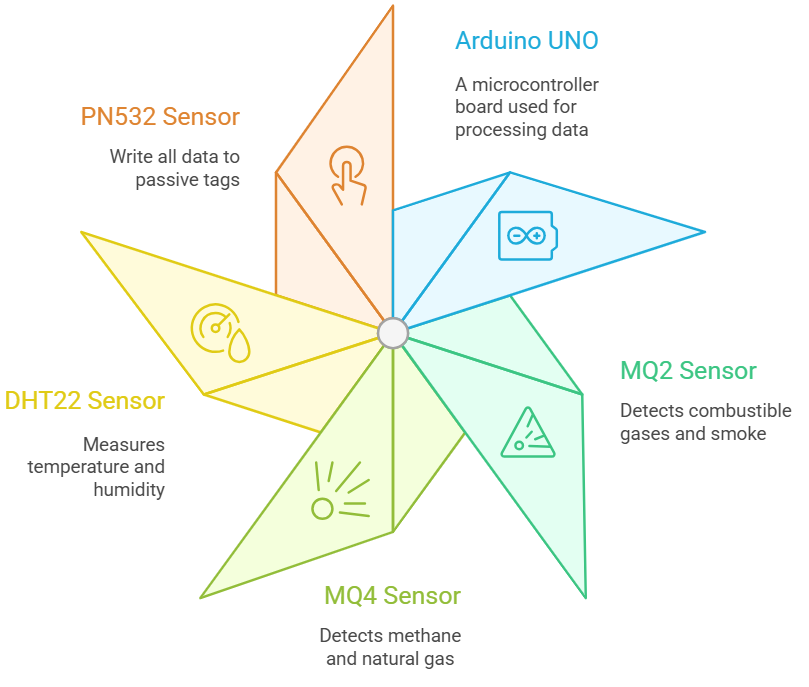 Arduino UNO
A microcontroller
board used for
processing data
PN532 Sensor
Write all data to
passive tags
MQ2 Sensor
Detects combustible
gases and smoke
DHT22 Sensor
Measures
temperature and
humidity
MQ4 Sensor
Detects methane
and natural gas